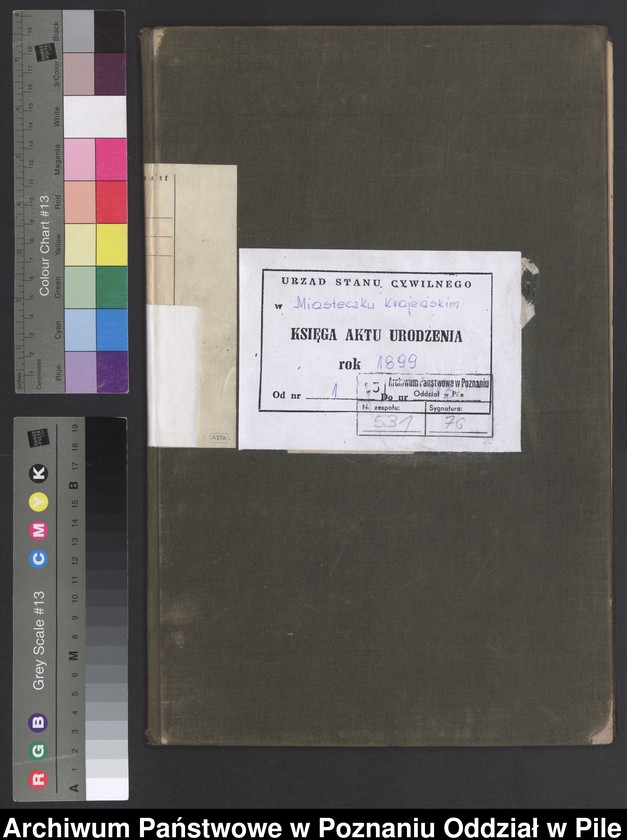 URZĄD STANU CYWILNEGO
w Miasteczku Krajeńskim
KSIĘGA AKTU URODZENIA
rok 1899
Od nr 1 Do nr
Archiwum Państwowe w Poznaniu
Oddział w Pile
Nr zespołu: Sygnatura:
531 76
A27a
Colour Chart #13
Black
3/Color
White
Magenta
Red
Yellow
Green
Cyan
Blue
Centimetres
Inches
Grey Scale #13
R G B
C M Y K
A 1 2 3 4 5 6 M 8 9 10 11 12 13 14 15 B 17 18 19
Archiwum Państwowe w Poznaniu Oddział w Pile